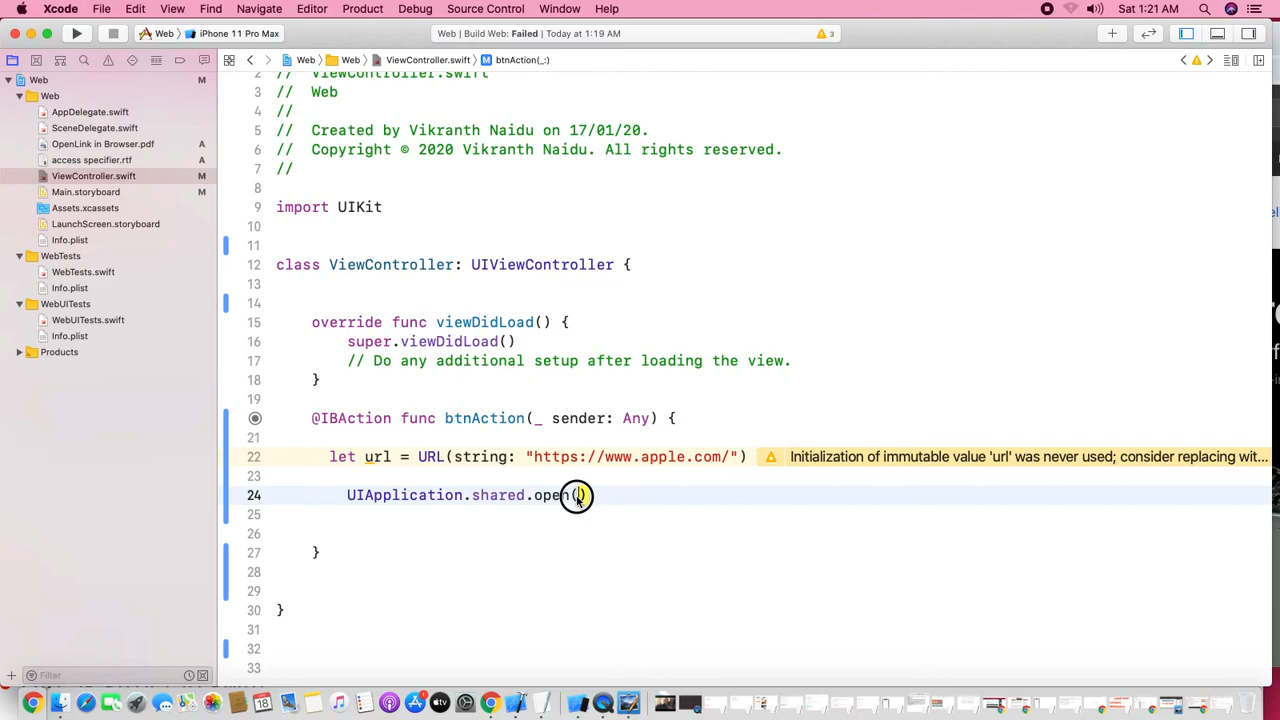 Xcode File Edit View Find Navigate Editor Product Debug Source Control Window Help Sat 1:21 AM
Web iPhone 11 Pro Max Web | Build Web: Failed | Today at 1:19 AM 3
Web Web ViewController.swift M btnAction(_:)
Web M
Web
AppDelegate.swift
SceneDelegate.swift
OpenLink in Browser.pdf A
access specifier.rtf A
ViewController.swift M
Main.storyboard M
Assets.xcassets
LaunchScreen.storyboard
Info.plist
WebTests
WebTests.swift
Info.plist
WebUITests
WebUITests.swift
Info.plist
Products
Filter
2 // ViewController.swift
3 // Web
4 //
5 // Created by Vikranth Naidu on 17/01/20.
6 // Copyright © 2020 Vikranth Naidu. All rights reserved.
7 //
8
9 import UIKit
10
11
12 class ViewController: UIViewController {
13
14
15 override func viewDidLoad() {
16 super.viewDidLoad()
17 // Do any additional setup after loading the view.
18 }
19
@IBAction func btnAction(_ sender: Any) {
21
22 let url = URL(string: "https://www.apple.com/") Initialization of immutable value 'url' was never used; consider replacing wit...
23
24 UIApplication.shared.open()
25
26
27 }
28
29
30 }
31
32
33